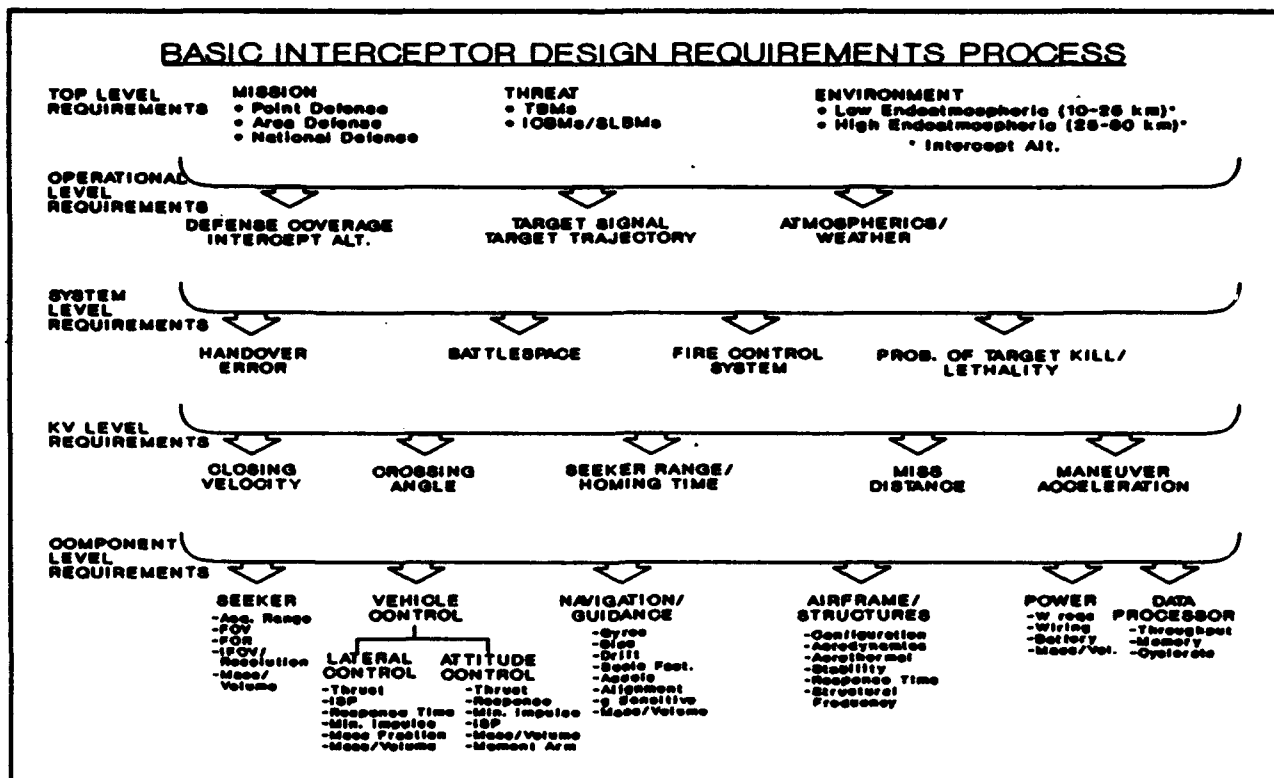 BASIC INTERCEPTOR DESIGN REQUIREMENTS PROCESS
TOP LEVEL
REQUIREMENTS
MISSION
• Point Defense
• Area Defense
• National Defense
THREAT
• TBMs
• ICBMs/SLBMs
ENVIRONMENT
• Low Endoatmospheric (10-25 km)*
• High Endoatmospheric (25-60 km)*
* Intercept Alt.
OPERATIONAL
LEVEL
REQUIREMENTS
DEFENSE COVERAGE
INTERCEPT ALT.
TARGET SIGNAL
TARGET TRAJECTORY
ATMOSPHERICS/
WEATHER
SYSTEM
LEVEL
REQUIREMENTS
HANDOVER
ERROR
BATTLESPACE
FIRE CONTROL
SYSTEM
PROB. OF TARGET KILL/
LETHALITY
KV LEVEL
REQUIREMENTS
CLOSING
VELOCITY
CROSSING
ANGLE
SEEKER RANGE/
HOMING TIME
MISS
DISTANCE
MANEUVER
ACCELERATION
COMPONENT
LEVEL
REQUIREMENTS
SEEKER
-Acq. Range
-FOV
-FOR
-IFOV/
Resolution
-Mass/
Volume
VEHICLE
CONTROL
LATERAL
CONTROL
-Thrust
-ISP
-Response Time
-Min. Impulse
-Mass Fraction
-Mass/Volume
ATTITUDE
CONTROL
-Thrust
-Response
-Min. Impulse
-ISP
-Mass/Volume
-Moment Arm
NAVIGATION/
GUIDANCE
-Gyros
-Bias
-Drift
-Scale Fact.
-Accels
-Alignment
-g Sensitive
-Mass/Volume
AIRFRAME/
STRUCTURES
-Configuration
-Aerodynamics
-Aerothermal
-Stability
-Response Time
-Structural
Frequency
POWER
-W reqs
-Wiring
-Battery
-Mass/Vol.
DATA
PROCESSOR
-Throughput
-Memory
-Cyclerate